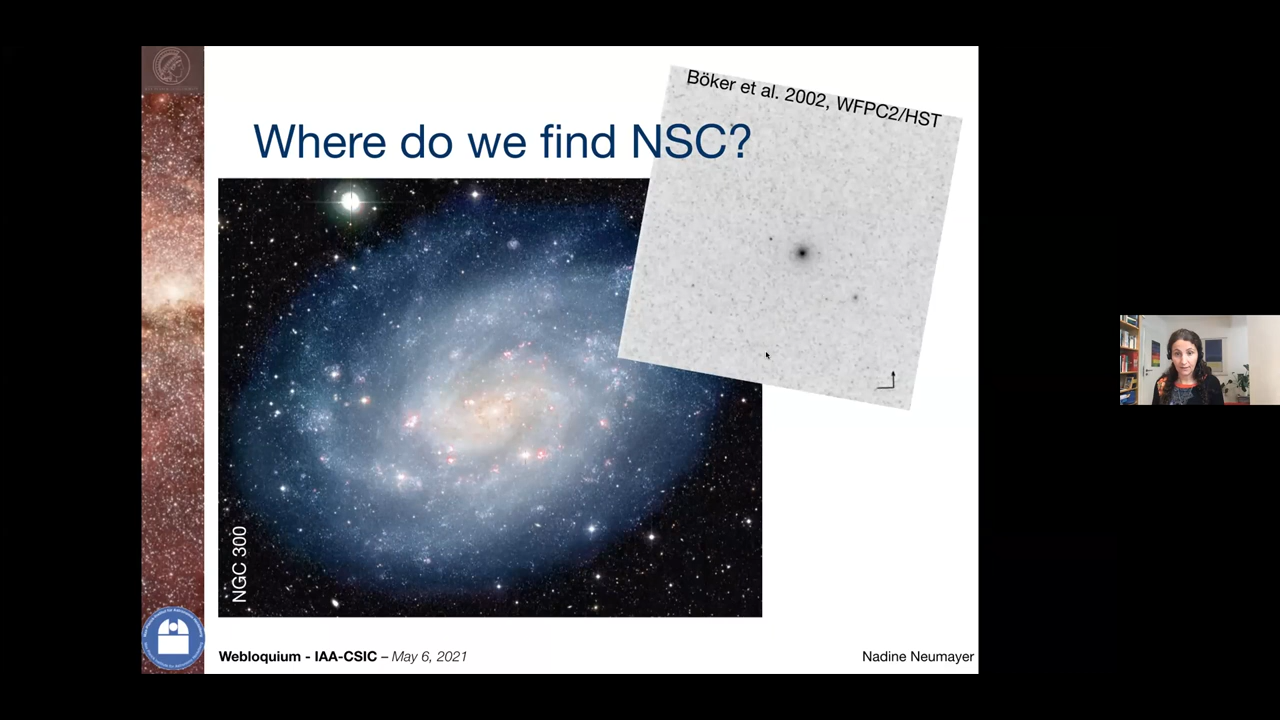 Böker et al. 2002, WFPC2/HST
Where do we find NSC?
NGC 300
Webloquium - IAA-CSIC – May 6, 2021
Nadine Neumayer